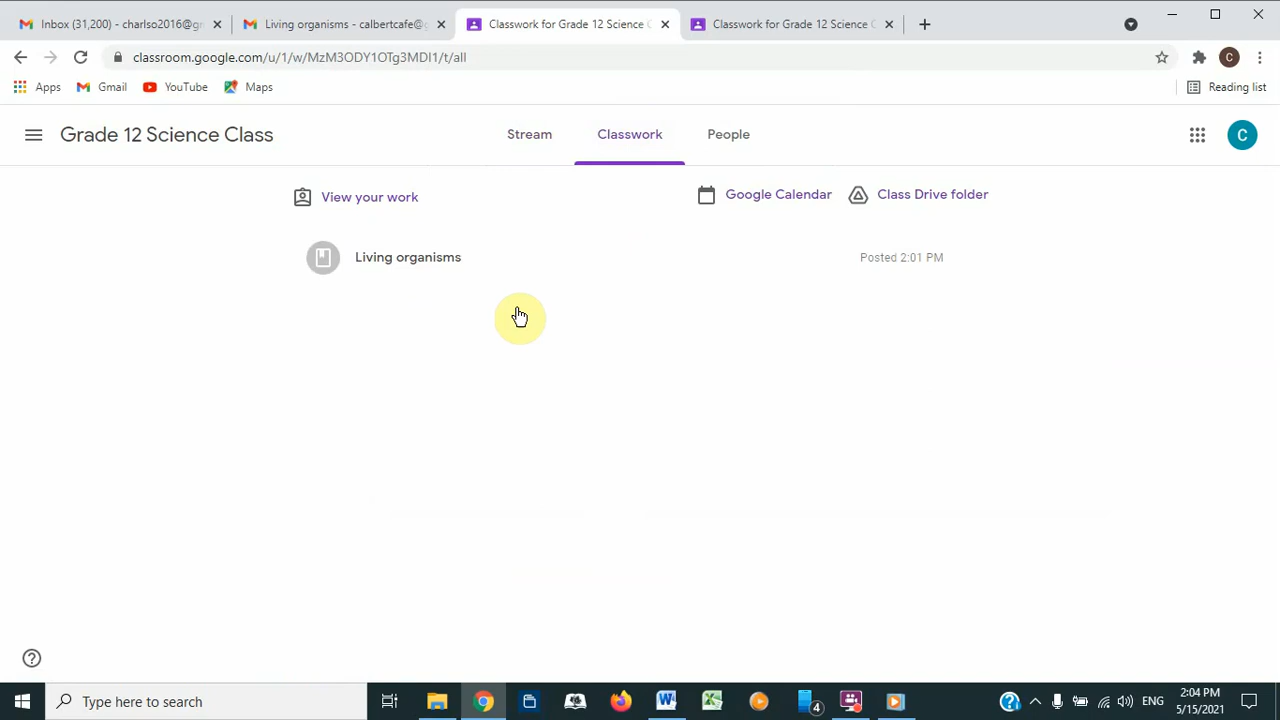 Inbox (31,200) - charlso2016@gr
Living organisms - calbertcafe@g
Classwork for Grade 12 Science C
Classwork for Grade 12 Science C
classroom.google.com/u/1/w/MzM3ODY1OTg3MDI1/t/all
C
Apps
Gmail
YouTube
Maps
Reading list
Grade 12 Science Class
Stream
Classwork
People
C
View your work
Google Calendar
Class Drive folder
Living organisms
Posted 2:01 PM
Type here to search
4
ENG
2:04 PM
5/15/2021